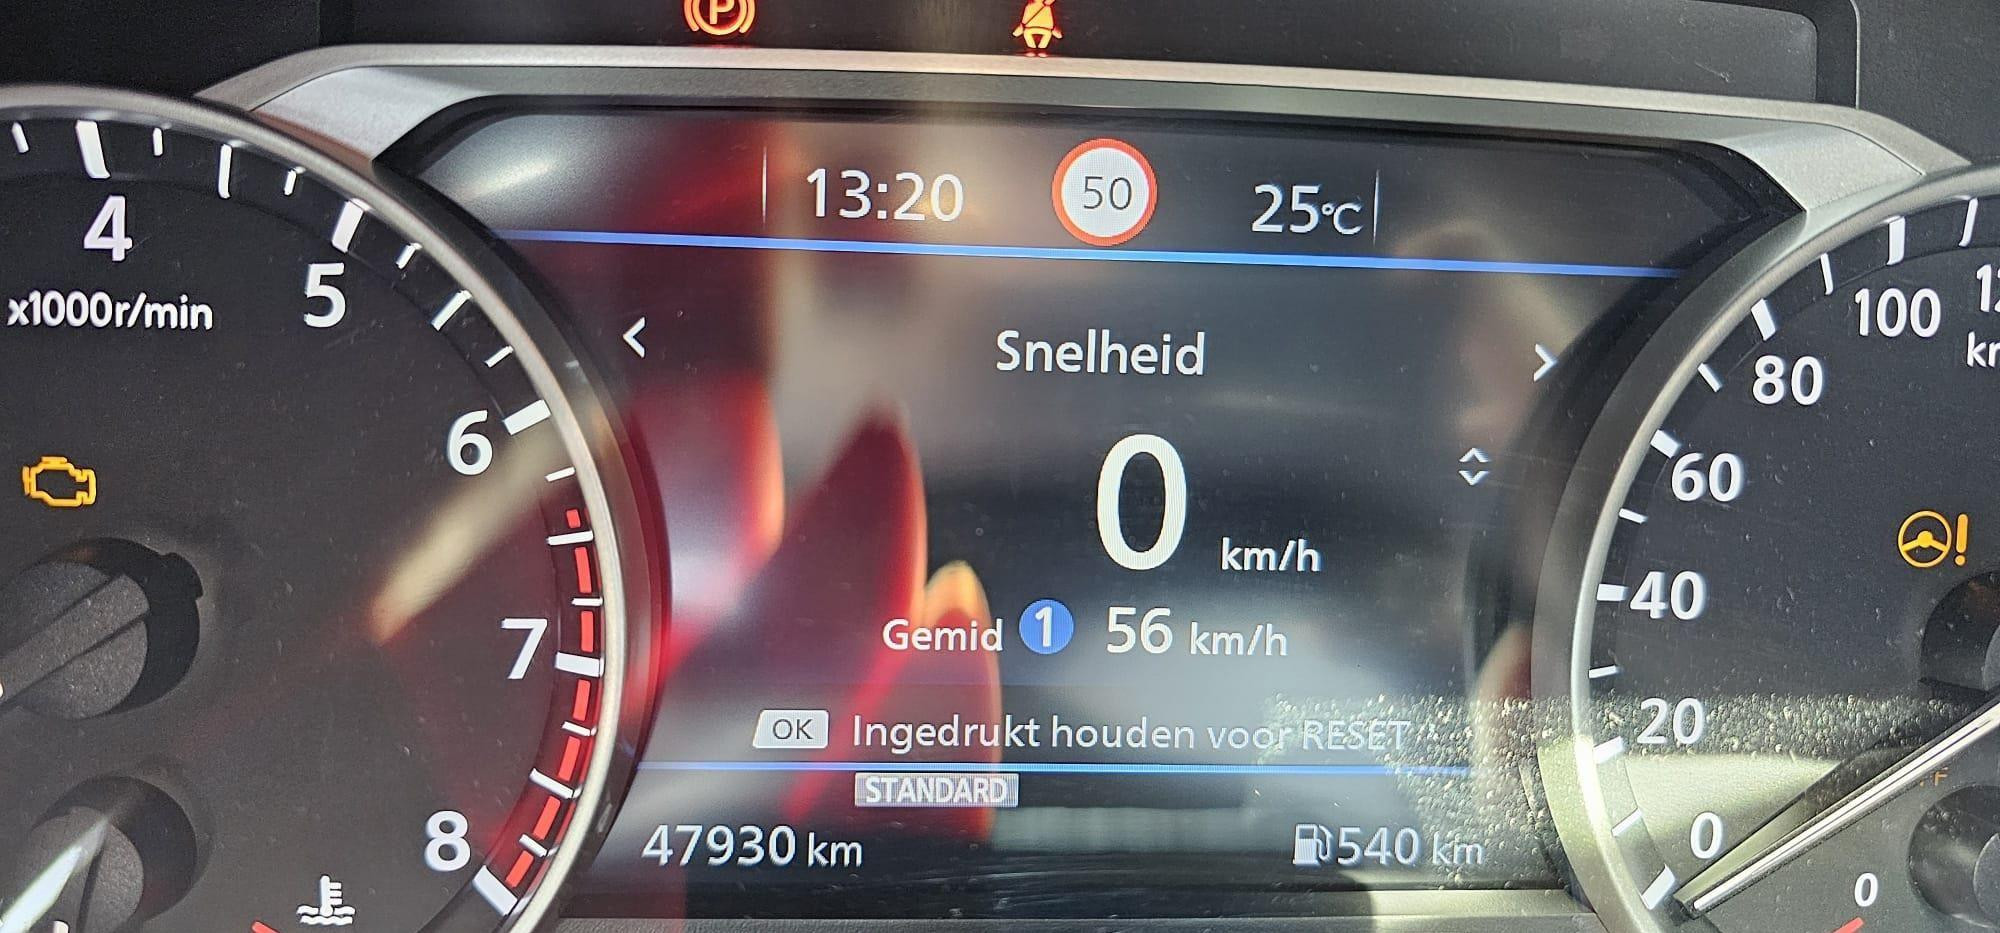 P
13:20 50 25°C
4
5
x1000r/min
6
7
8
Snelheid
0 km/h
Gemid 1 56 km/h
OK Ingedrukt houden voor RESET
STANDARD
47930 km 540 km
100
80
60
40
20
0
0